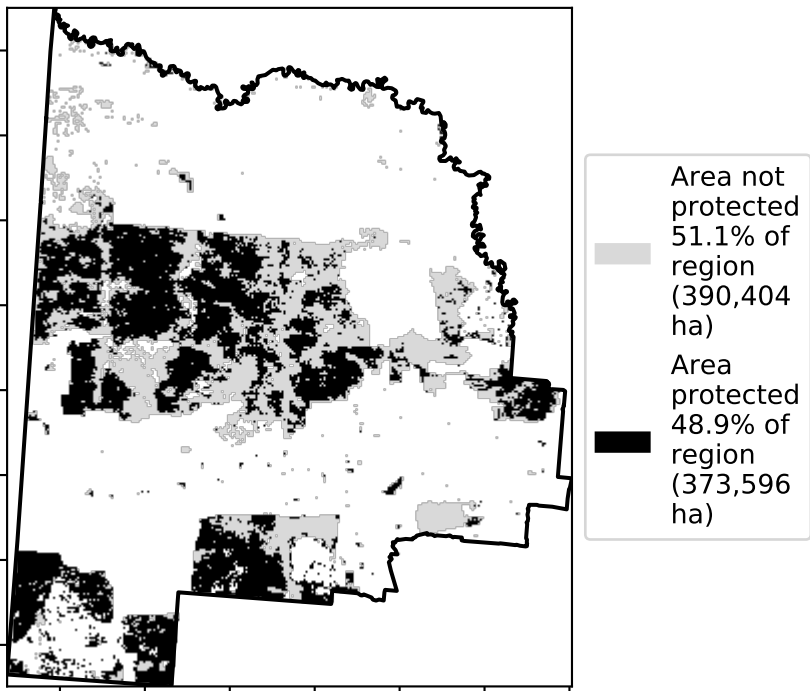 Area not
protected
51.1% of
region
(390,404
ha)
Area
protected
48.9% of
region
(373,596
ha)